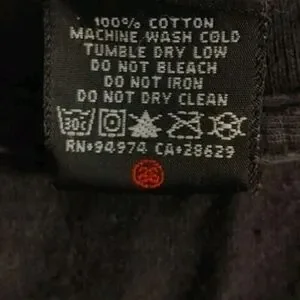 100% COTTON
MACHINE WASH COLD
TUMBLE DRY LOW
DO NOT BLEACH
DO NOT IRON
DO NOT DRY CLEAN
30C
RN*94974 CA*28629